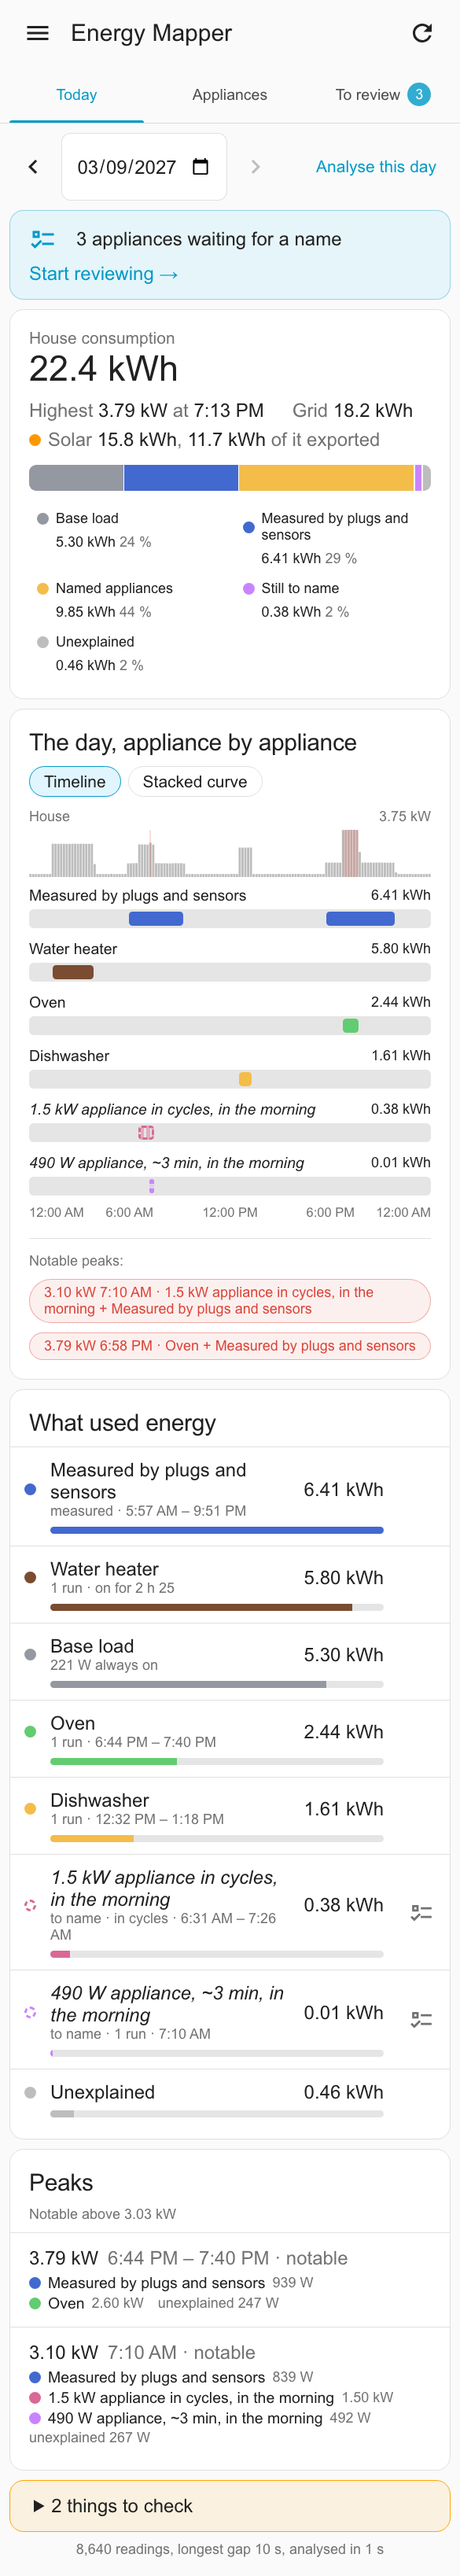 Energy Mapper
Today
Appliances
To review 3
03/09/2027
Analyse this day
3 appliances waiting for a name
Start reviewing →
House consumption
22.4 kWh
Highest 3.79 kW at 7:13 PM Grid 18.2 kWh
Solar 15.8 kWh, 11.7 kWh of it exported
Base load
5.30 kWh 24 %
Measured by plugs and
sensors
6.41 kWh 29 %
Named appliances
9.85 kWh 44 %
Still to name
0.38 kWh 2 %
Unexplained
0.46 kWh 2 %
The day, appliance by appliance
Timeline
Stacked curve
House 3.75 kW
Measured by plugs and sensors 6.41 kWh
Water heater 5.80 kWh
Oven 2.44 kWh
Dishwasher 1.61 kWh
1.5 kW appliance in cycles, in the morning 0.38 kWh
490 W appliance, ~3 min, in the morning 0.01 kWh
12:00 AM 6:00 AM 12:00 PM 6:00 PM 12:00 AM
Notable peaks:
3.10 kW 7:10 AM · 1.5 kW appliance in cycles, in the
morning + Measured by plugs and sensors
3.79 kW 6:58 PM · Oven + Measured by plugs and sensors
What used energy
Measured by plugs and
sensors
measured · 5:57 AM – 9:51 PM
6.41 kWh
Water heater
1 run · on for 2 h 25
5.80 kWh
Base load
221 W always on
5.30 kWh
Oven
1 run · 6:44 PM – 7:40 PM
2.44 kWh
Dishwasher
1 run · 12:32 PM – 1:18 PM
1.61 kWh
1.5 kW appliance in cycles,
in the morning
to name · in cycles · 6:31 AM – 7:26
AM
0.38 kWh
490 W appliance, ~3 min, in
the morning
to name · 1 run · 7:10 AM
0.01 kWh
Unexplained
0.46 kWh
Peaks
Notable above 3.03 kW
3.79 kW 6:44 PM – 7:40 PM · notable
Measured by plugs and sensors 939 W
Oven 2.60 kW unexplained 247 W
3.10 kW 7:10 AM · notable
Measured by plugs and sensors 839 W
1.5 kW appliance in cycles, in the morning 1.50 kW
490 W appliance, ~3 min, in the morning 492 W
unexplained 267 W
2 things to check
8,640 readings, longest gap 10 s, analysed in 1 s